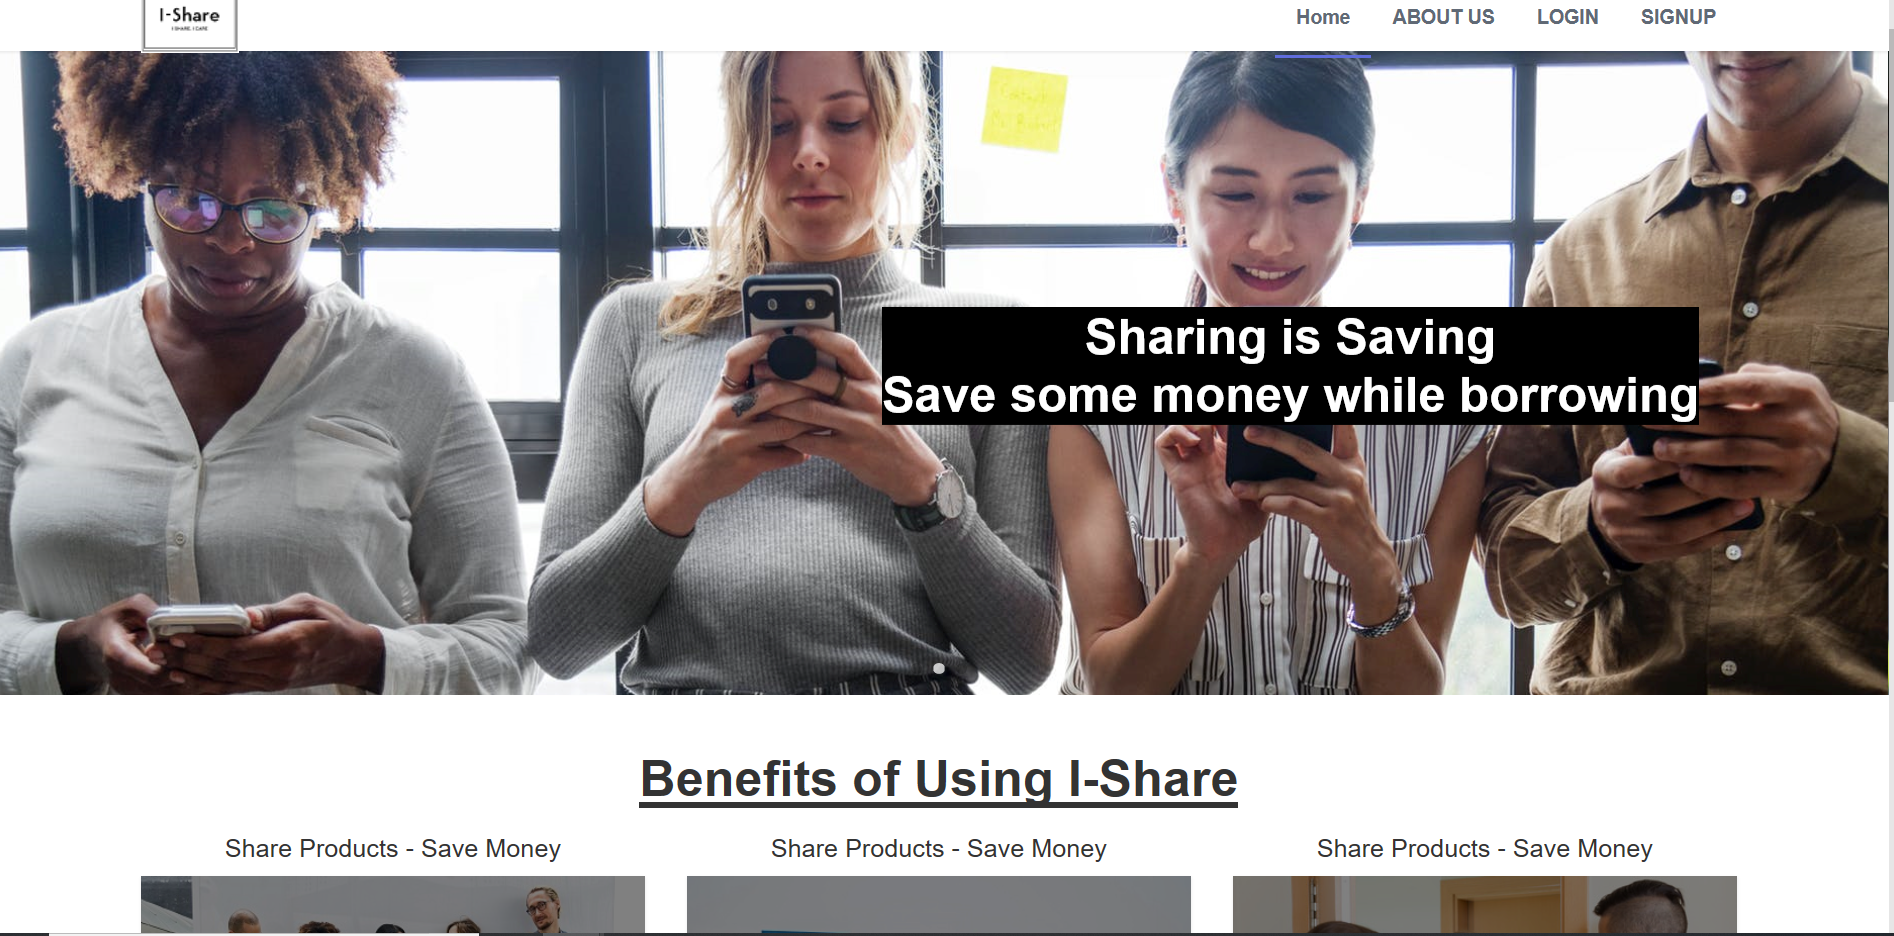 I-Share
I SHARE, I CARE
Home ABOUT US LOGIN SIGNUP
Sharing is Saving
Save some money while borrowing
Benefits of Using I-Share
Share Products - Save Money
Share Products - Save Money
Share Products - Save Money